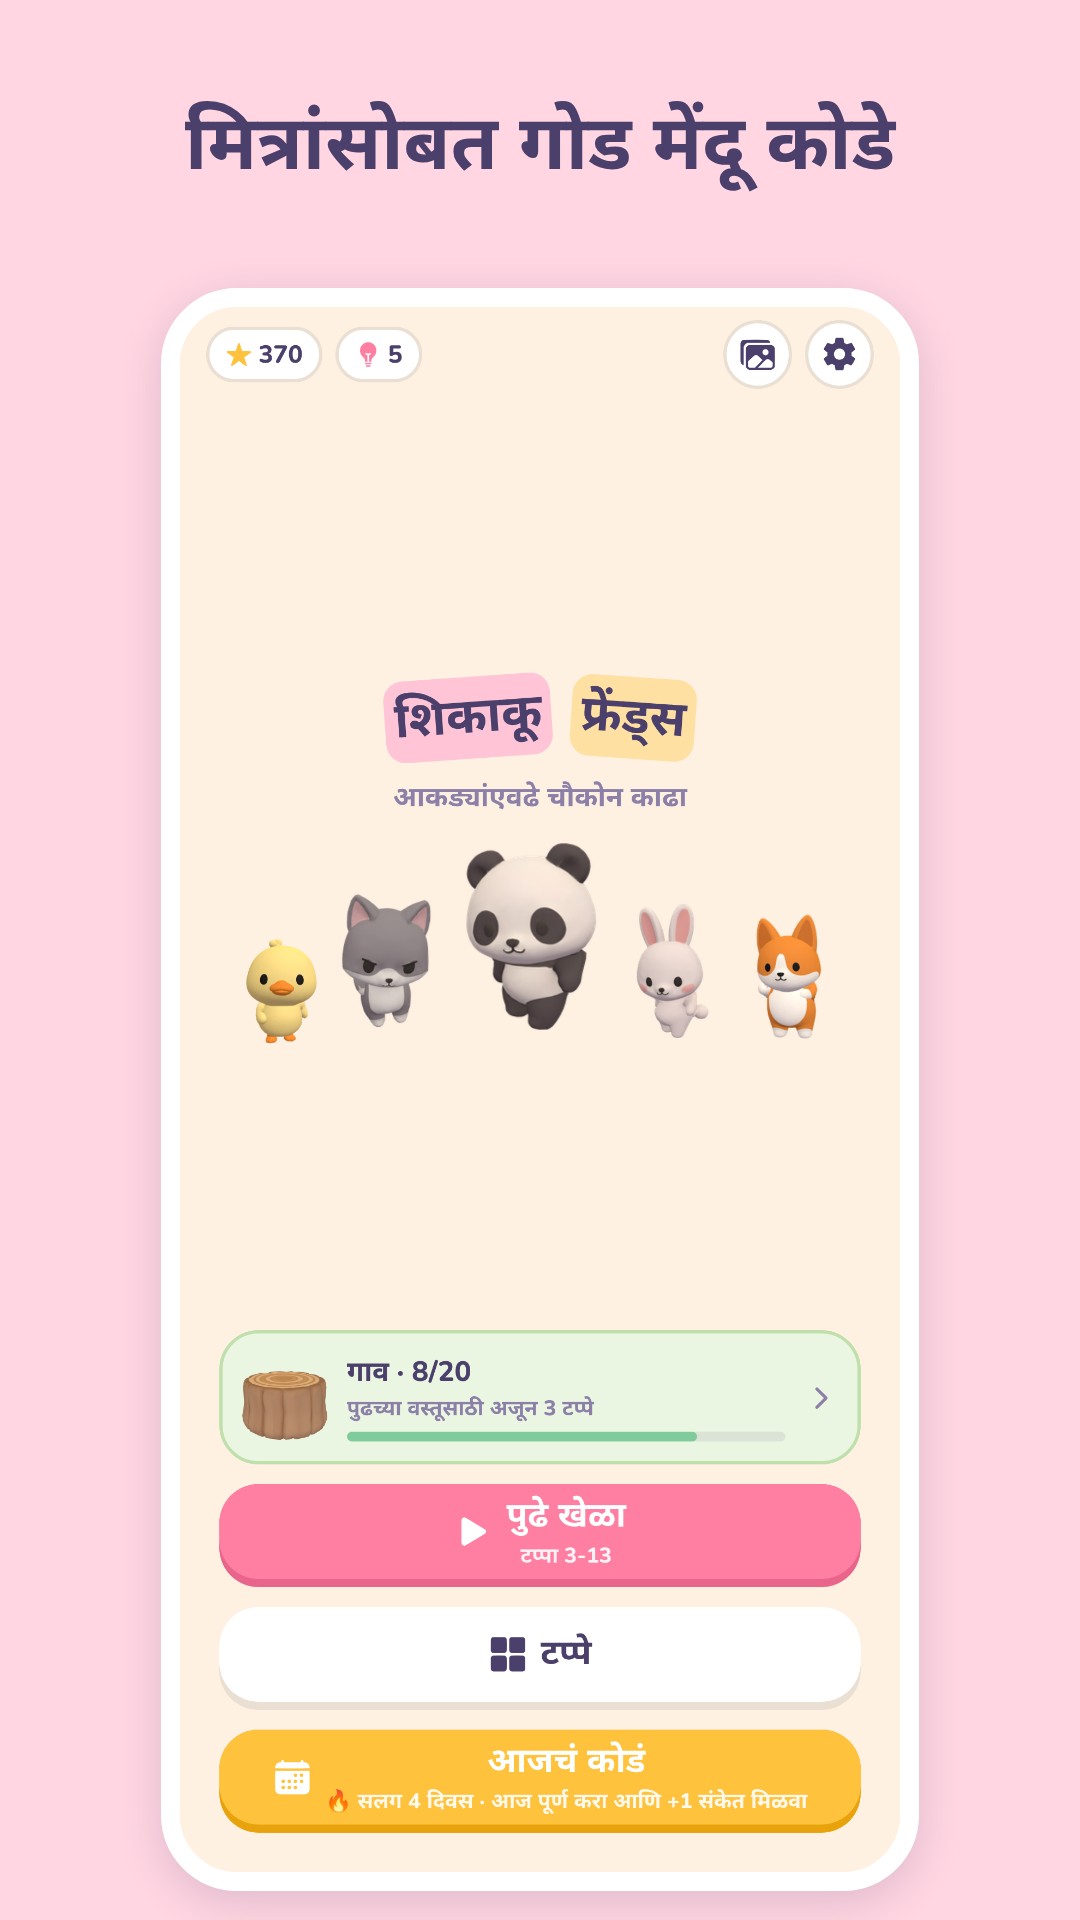 मित्रांसोबत गोड मेंदू कोडे
370
5
शिकाकू फ्रेंड्स
आकड्यांएवढे चौकोन काढा
गाव · 8/20
पुढच्या वस्तूसाठी अजून 3 टप्पे
पुढे खेळा
टप्पा 3-13
टप्पे
आजचं कोडं
🔥 सलग 4 दिवस · आज पूर्ण करा आणि +1 संकेत मिळवा